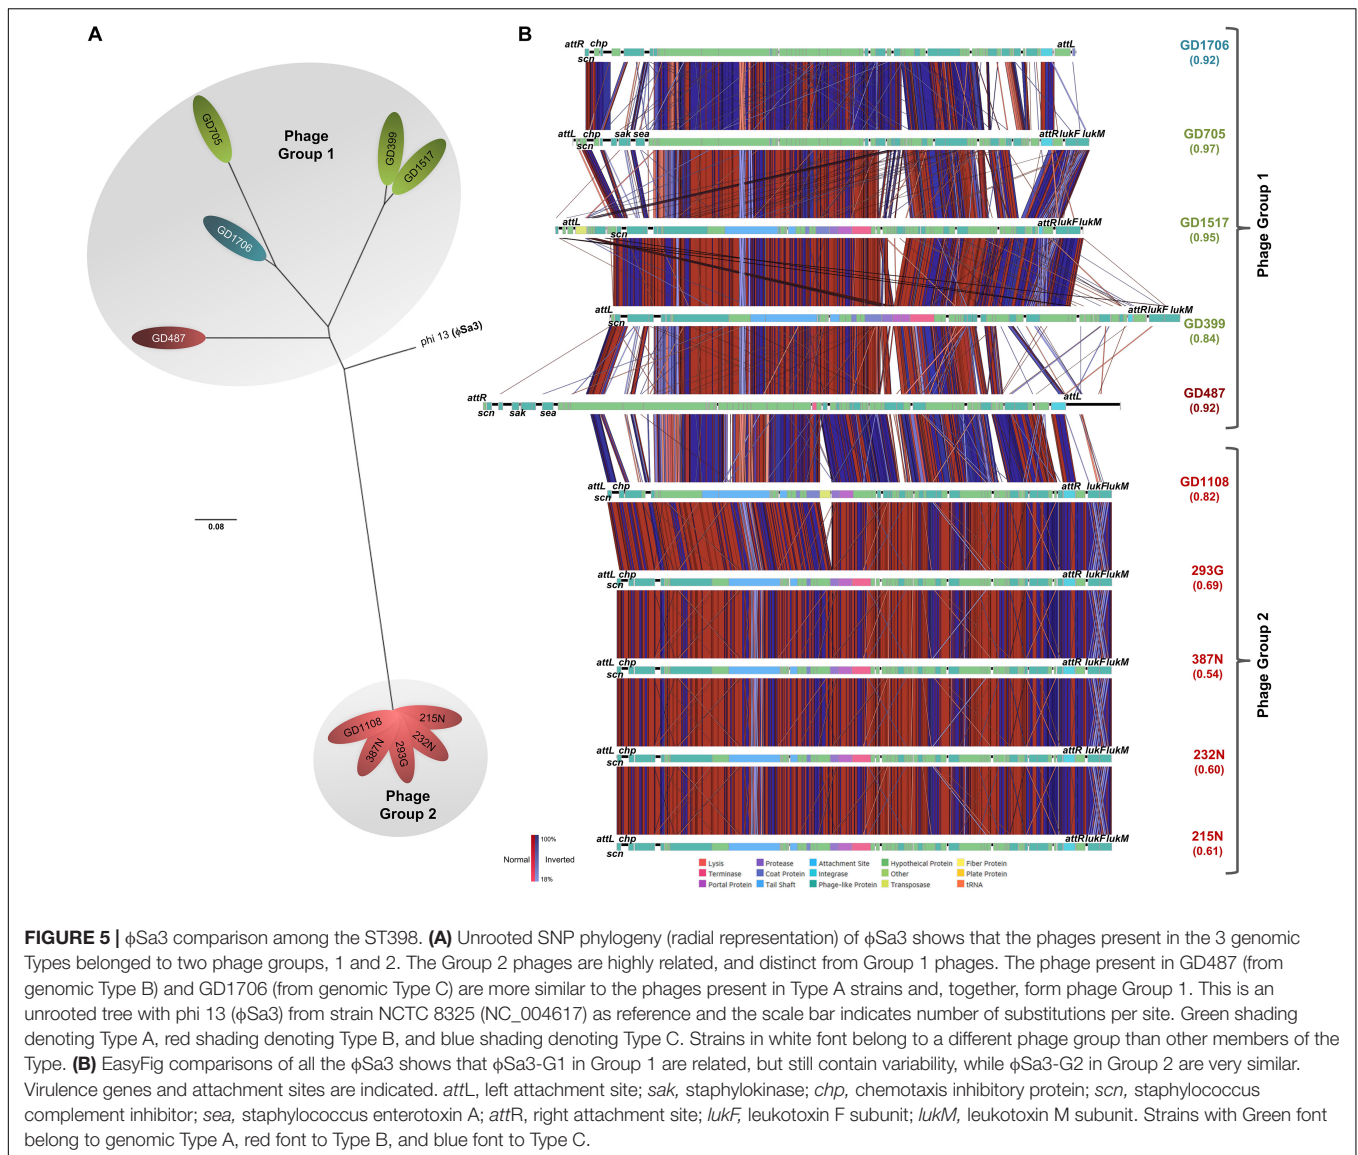 A
GD705
Phage
Group 1
GD399
GD1517
GD1706
GD487
phi 13 (ϕSa3)
0.08
GD1108
387N
293G
232N
215N
Phage
Group 2
B
attR chp attL
scn
GD1706
(0.92)
attL chp sak sea attR lukF lukM
scn
GD705
(0.97)
attL attR lukF lukM
scn
GD1517
(0.95)
attL attR lukF lukM
scn
GD399
(0.84)
attR attL
scn sak sea
GD487
(0.92)
Phage Group 1
attL chp attR lukF lukM
scn
GD1108
(0.82)
attL chp attR lukF lukM
scn
293G
(0.69)
attL chp attR lukF lukM
scn
387N
(0.54)
attL chp attR lukF lukM
scn
232N
(0.60)
attL chp attR lukF lukM
scn
215N
(0.61)
Phage Group 2
100%
Normal Inverted
18%
Lysis Protease Attachment Site Hypotheical Protein Fiber Protein
Terminase Coat Protein Integrase Other Plate Protein
Portal Protein Tail Shaft Phage-like Protein Transposase tRNA
FIGURE 5 | ϕSa3 comparison among the ST398. (A) Unrooted SNP phylogeny (radial representation) of ϕSa3 shows that the phages present in the 3 genomic
Types belonged to two phage groups, 1 and 2. The Group 2 phages are highly related, and distinct from Group 1 phages. The phage present in GD487 (from
genomic Type B) and GD1706 (from genomic Type C) are more similar to the phages present in Type A strains and, together, form phage Group 1. This is an
unrooted tree with phi 13 (ϕSa3) from strain NCTC 8325 (NC_004617) as reference and the scale bar indicates number of substitutions per site. Green shading
denoting Type A, red shading denoting Type B, and blue shading denoting Type C. Strains in white font belong to a different phage group than other members of the
Type. (B) EasyFig comparisons of all the ϕSa3 shows that ϕSa3-G1 in Group 1 are related, but still contain variability, while ϕSa3-G2 in Group 2 are very similar.
Virulence genes and attachment sites are indicated. attL, left attachment site; sak, staphylokinase; chp, chemotaxis inhibitory protein; scn, staphylococcus
complement inhibitor; sea, staphylococcus enterotoxin A; attR, right attachment site; lukF, leukotoxin F subunit; lukM, leukotoxin M subunit. Strains with Green font
belong to genomic Type A, red font to Type B, and blue font to Type C.